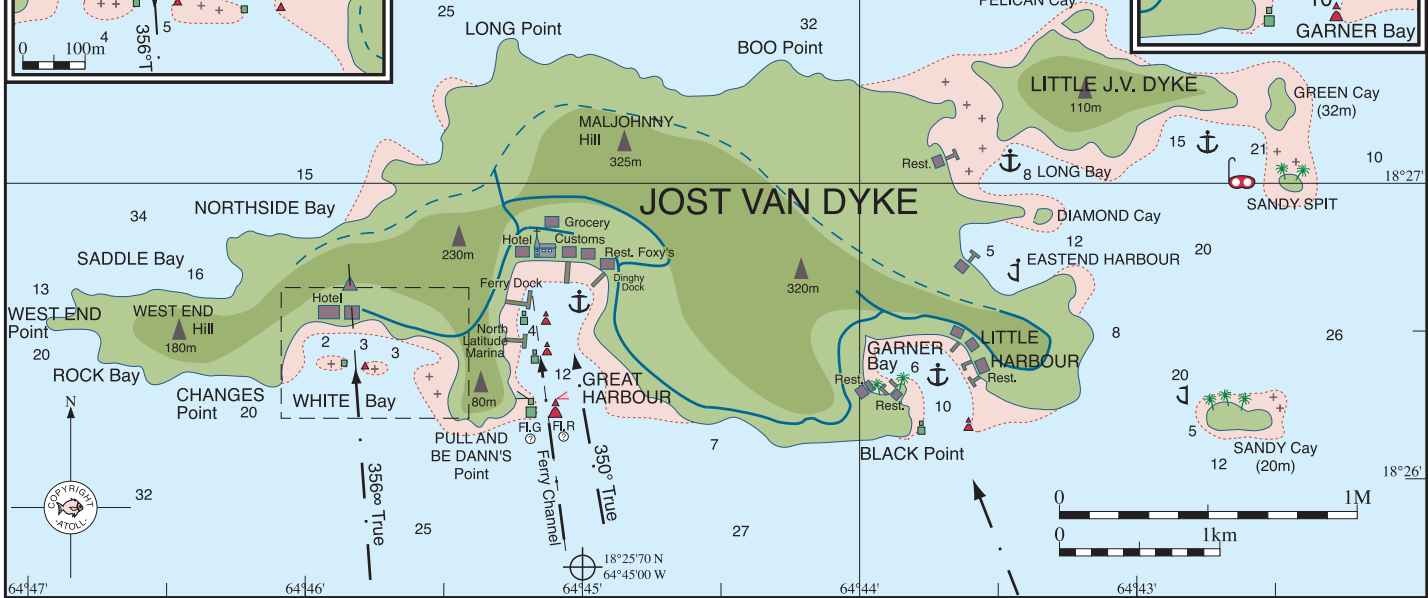 0
100m
4
5
356°T
25
LONG Point
32
BOO Point
PELICAN Cay
10
GARNER Bay
LITTLE J.V. DYKE
110m
GREEN Cay
(32m)
MALJOHNNY
Hill
325m
Rest.
8 LONG Bay
15
21
10
18°27'
SANDY SPIT
15
JOST VAN DYKE
34
NORTHSIDE Bay
DIAMOND Cay
12
20
5
EASTEND HARBOUR
SADDLE Bay
16
230m
Grocery
Hotel
Customs
Rest. Foxy's
Dinghy
Dock
Ferry Dock
320m
13
WEST END
Point
20
WEST END
Hill
180m
Hotel
2
3
3
North
Latitude
Marina
4
12
GREAT
HARBOUR
80m
ROCK Bay
CHANGES
Point
20
WHITE Bay
PULL AND
BE DANN'S
Point
Fl.G
?
Fl.R
?
GARNER
Bay
6
LITTLE
HARBOUR
Rest.
Rest.
Rest.
10
8
26
20
5
BLACK Point
7
SANDY Cay
(20m)
12
18°26'
N
COPYRIGHT
-ATOLL-
32
356∞ True
25
Ferry Channel
350° True
27
18°25'70 N
64°45'00 W
0
1M
0
1km
64°47'
64°46'
64°45'
64°44'
64°43'